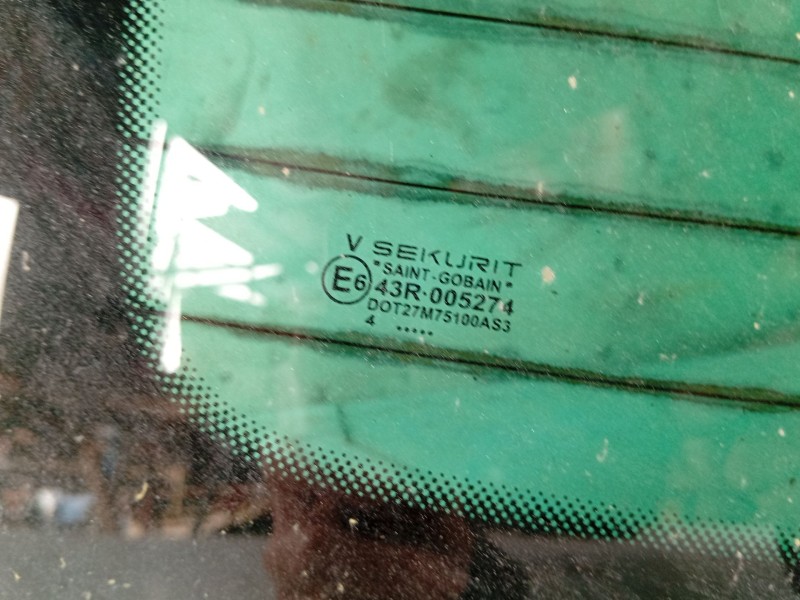 V SEKURIT
"SAINT-GOBAIN"
E6 43R-005274
DOT27M75100AS3
4 .....